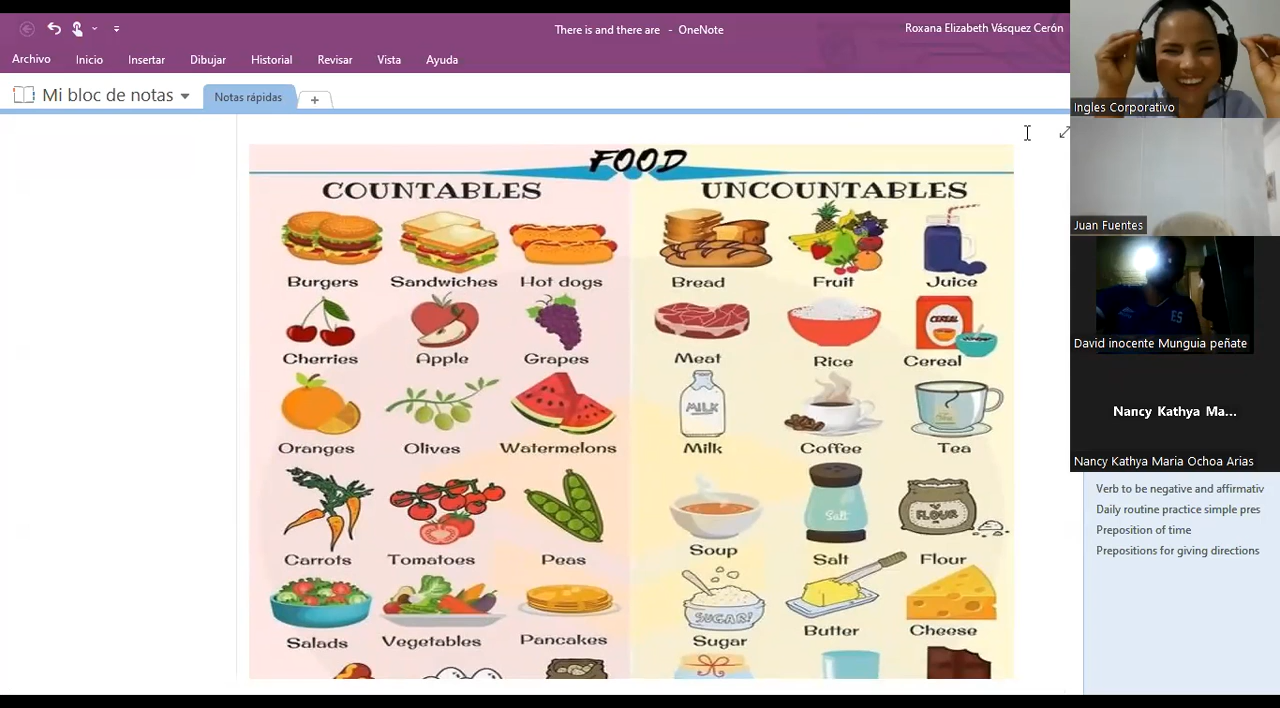 There is and there are - OneNote
Roxana Elizabeth Vásquez Cerón
Archivo Inicio Insertar Dibujar Historial Revisar Vista Ayuda
Mi bloc de notas
Notas rápidas
FOOD
COUNTABLES
UNCOUNTABLES
Burgers Sandwiches Hot dogs
Bread Fruit Juice
Cherries Apple Grapes
CEREAL
Meat Rice Cereal
Oranges Olives Watermelons
MILK
Milk Coffee Tea
Carrots Tomatoes Peas
Salt
FLOUR
Soup Salt Flour
Salads Vegetables Pancakes
SUGAR!
Sugar Butter Cheese
Ingles Corporativo
Juan Fuentes
ES
David inocente Munguia peñate
Nancy Kathya Ma...
Nancy Kathya Maria Ochoa Arias
Verb to be negative and affirmativ
Daily routine practice simple pres
Preposition of time
Prepositions for giving directions